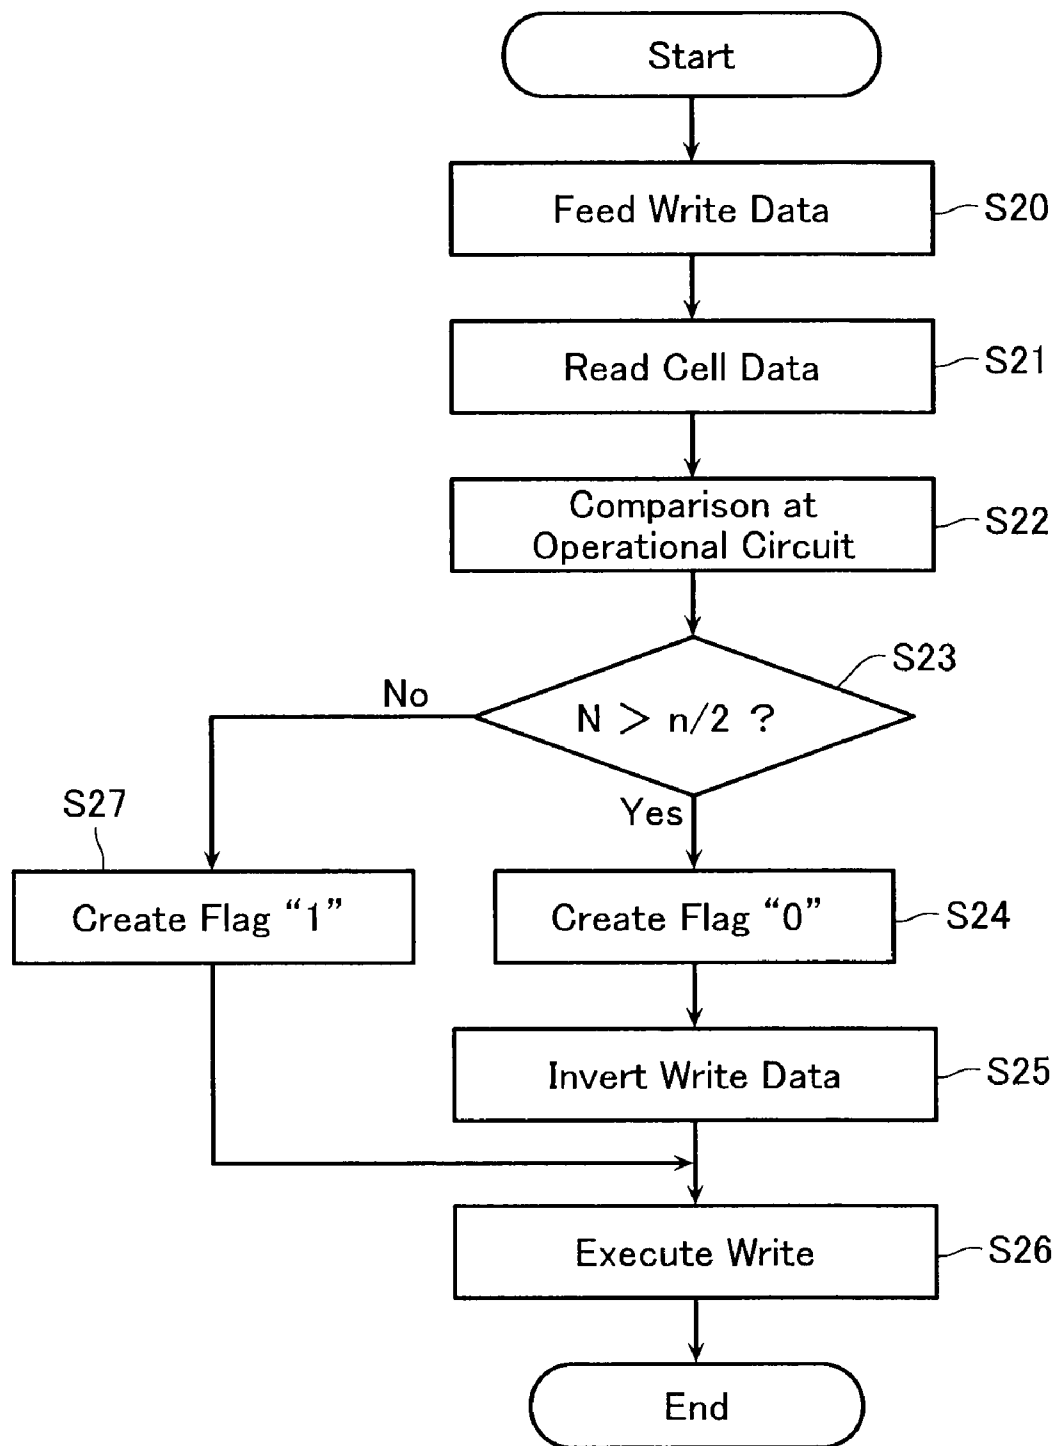 Start
Feed Write Data
S20
Read Cell Data
S21
Comparison at
Operational Circuit
S22
S23
N > n/2 ?
No
Yes
S27
Create Flag “1”
Create Flag “0”
S24
Invert Write Data
S25
Execute Write
S26
End